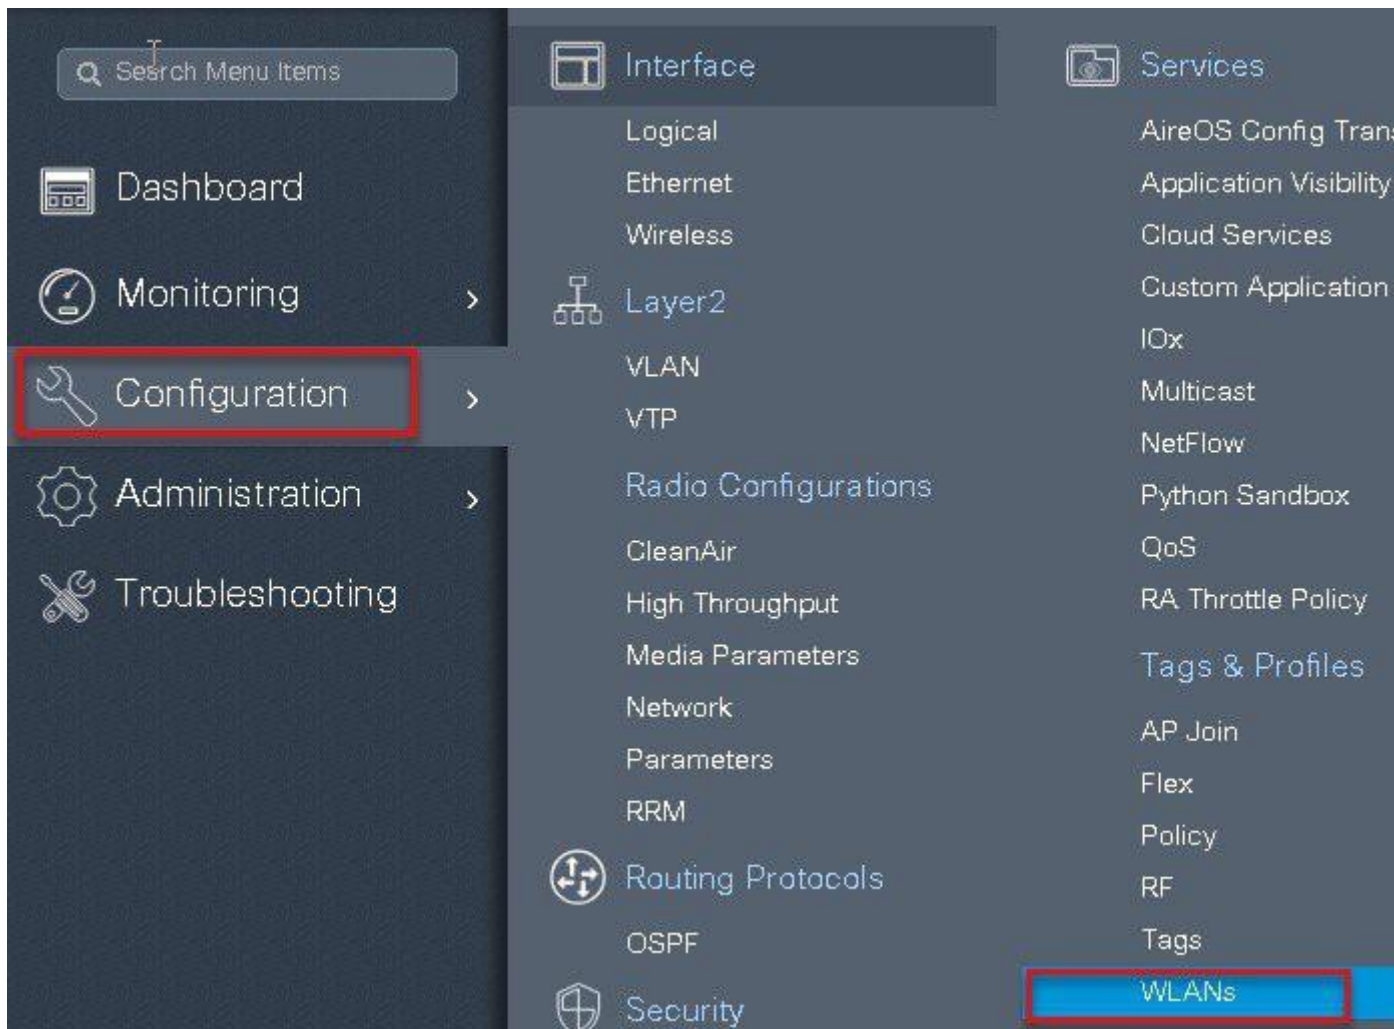 Search Menu Items
Dashboard
Monitoring
Configuration
Administration
Troubleshooting
Interface
Logical
Ethernet
Wireless
Layer2
VLAN
VTP
Radio Configurations
CleanAir
High Throughput
Media Parameters
Network
Parameters
RRM
Routing Protocols
OSPF
Security
Services
AireOS Config Trans
Application Visibility
Cloud Services
Custom Application
IOx
Multicast
NetFlow
Python Sandbox
QoS
RA Throttle Policy
Tags & Profiles
AP Join
Flex
Policy
RF
Tags
WLANs